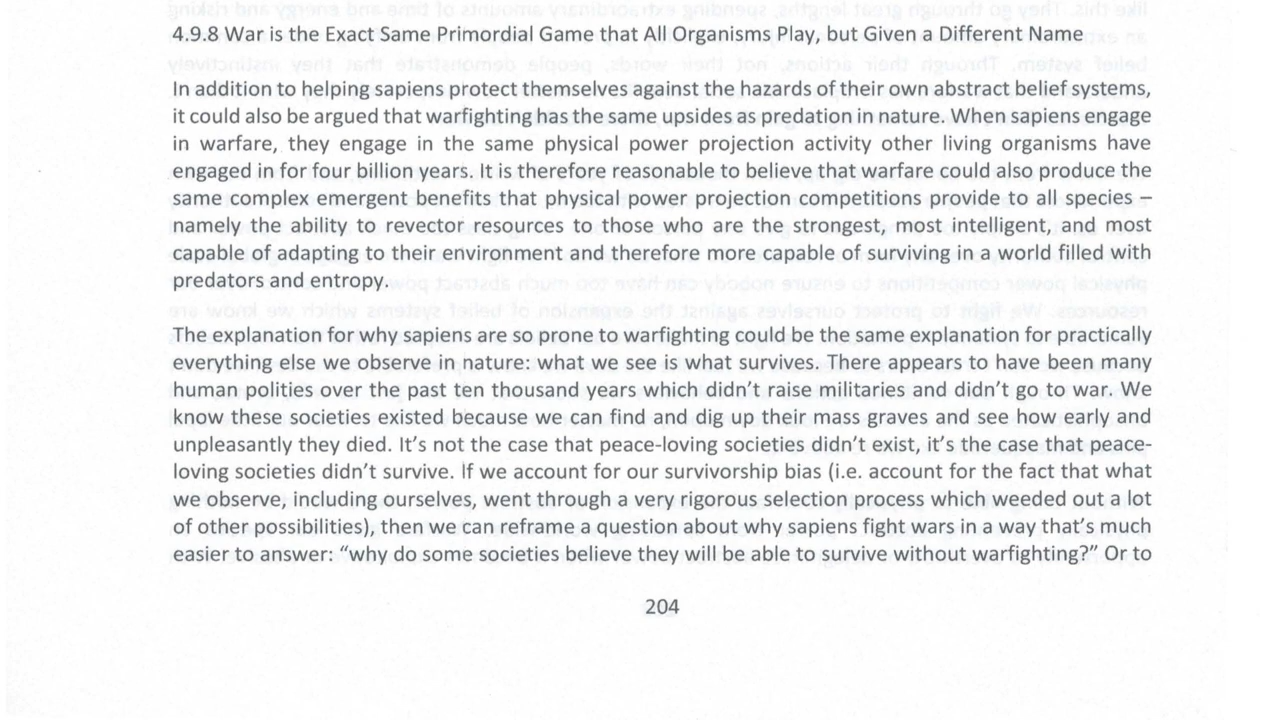 4.9.8 War is the Exact Same Primordial Game that All Organisms Play, but Given a Different Name
In addition to helping sapiens protect themselves against the hazards of their own abstract belief systems,
it could also be argued that warfighting has the same upsides as predation in nature. When sapiens engage
in warfare, they engage in the same physical power projection activity other living organisms have
engaged in for four billion years. It is therefore reasonable to believe that warfare could also produce the
same complex emergent benefits that physical power projection competitions provide to all species –
namely the ability to revector resources to those who are the strongest, most intelligent, and most
capable of adapting to their environment and therefore more capable of surviving in a world filled with
predators and entropy.
The explanation for why sapiens are so prone to warfighting could be the same explanation for practically
everything else we observe in nature: what we see is what survives. There appears to have been many
human polities over the past ten thousand years which didn't raise militaries and didn't go to war. We
know these societies existed because we can find and dig up their mass graves and see how early and
unpleasantly they died. It's not the case that peace-loving societies didn't exist, it's the case that peace-
loving societies didn't survive. If we account for our survivorship bias (i.e. account for the fact that what
we observe, including ourselves, went through a very rigorous selection process which weeded out a lot
of other possibilities), then we can reframe a question about why sapiens fight wars in a way that's much
easier to answer: "why do some societies believe they will be able to survive without warfighting?" Or to
204